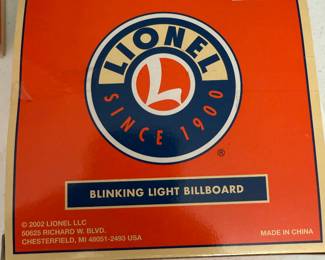 LIONEL
L
SINCE 1900
®
BLINKING LIGHT BILLBOARD
© 2002 LIONEL LLC
50625 RICHARD W. BLVD.
CHESTERFIELD, MI 48051-2493 USA
MADE IN CHINA